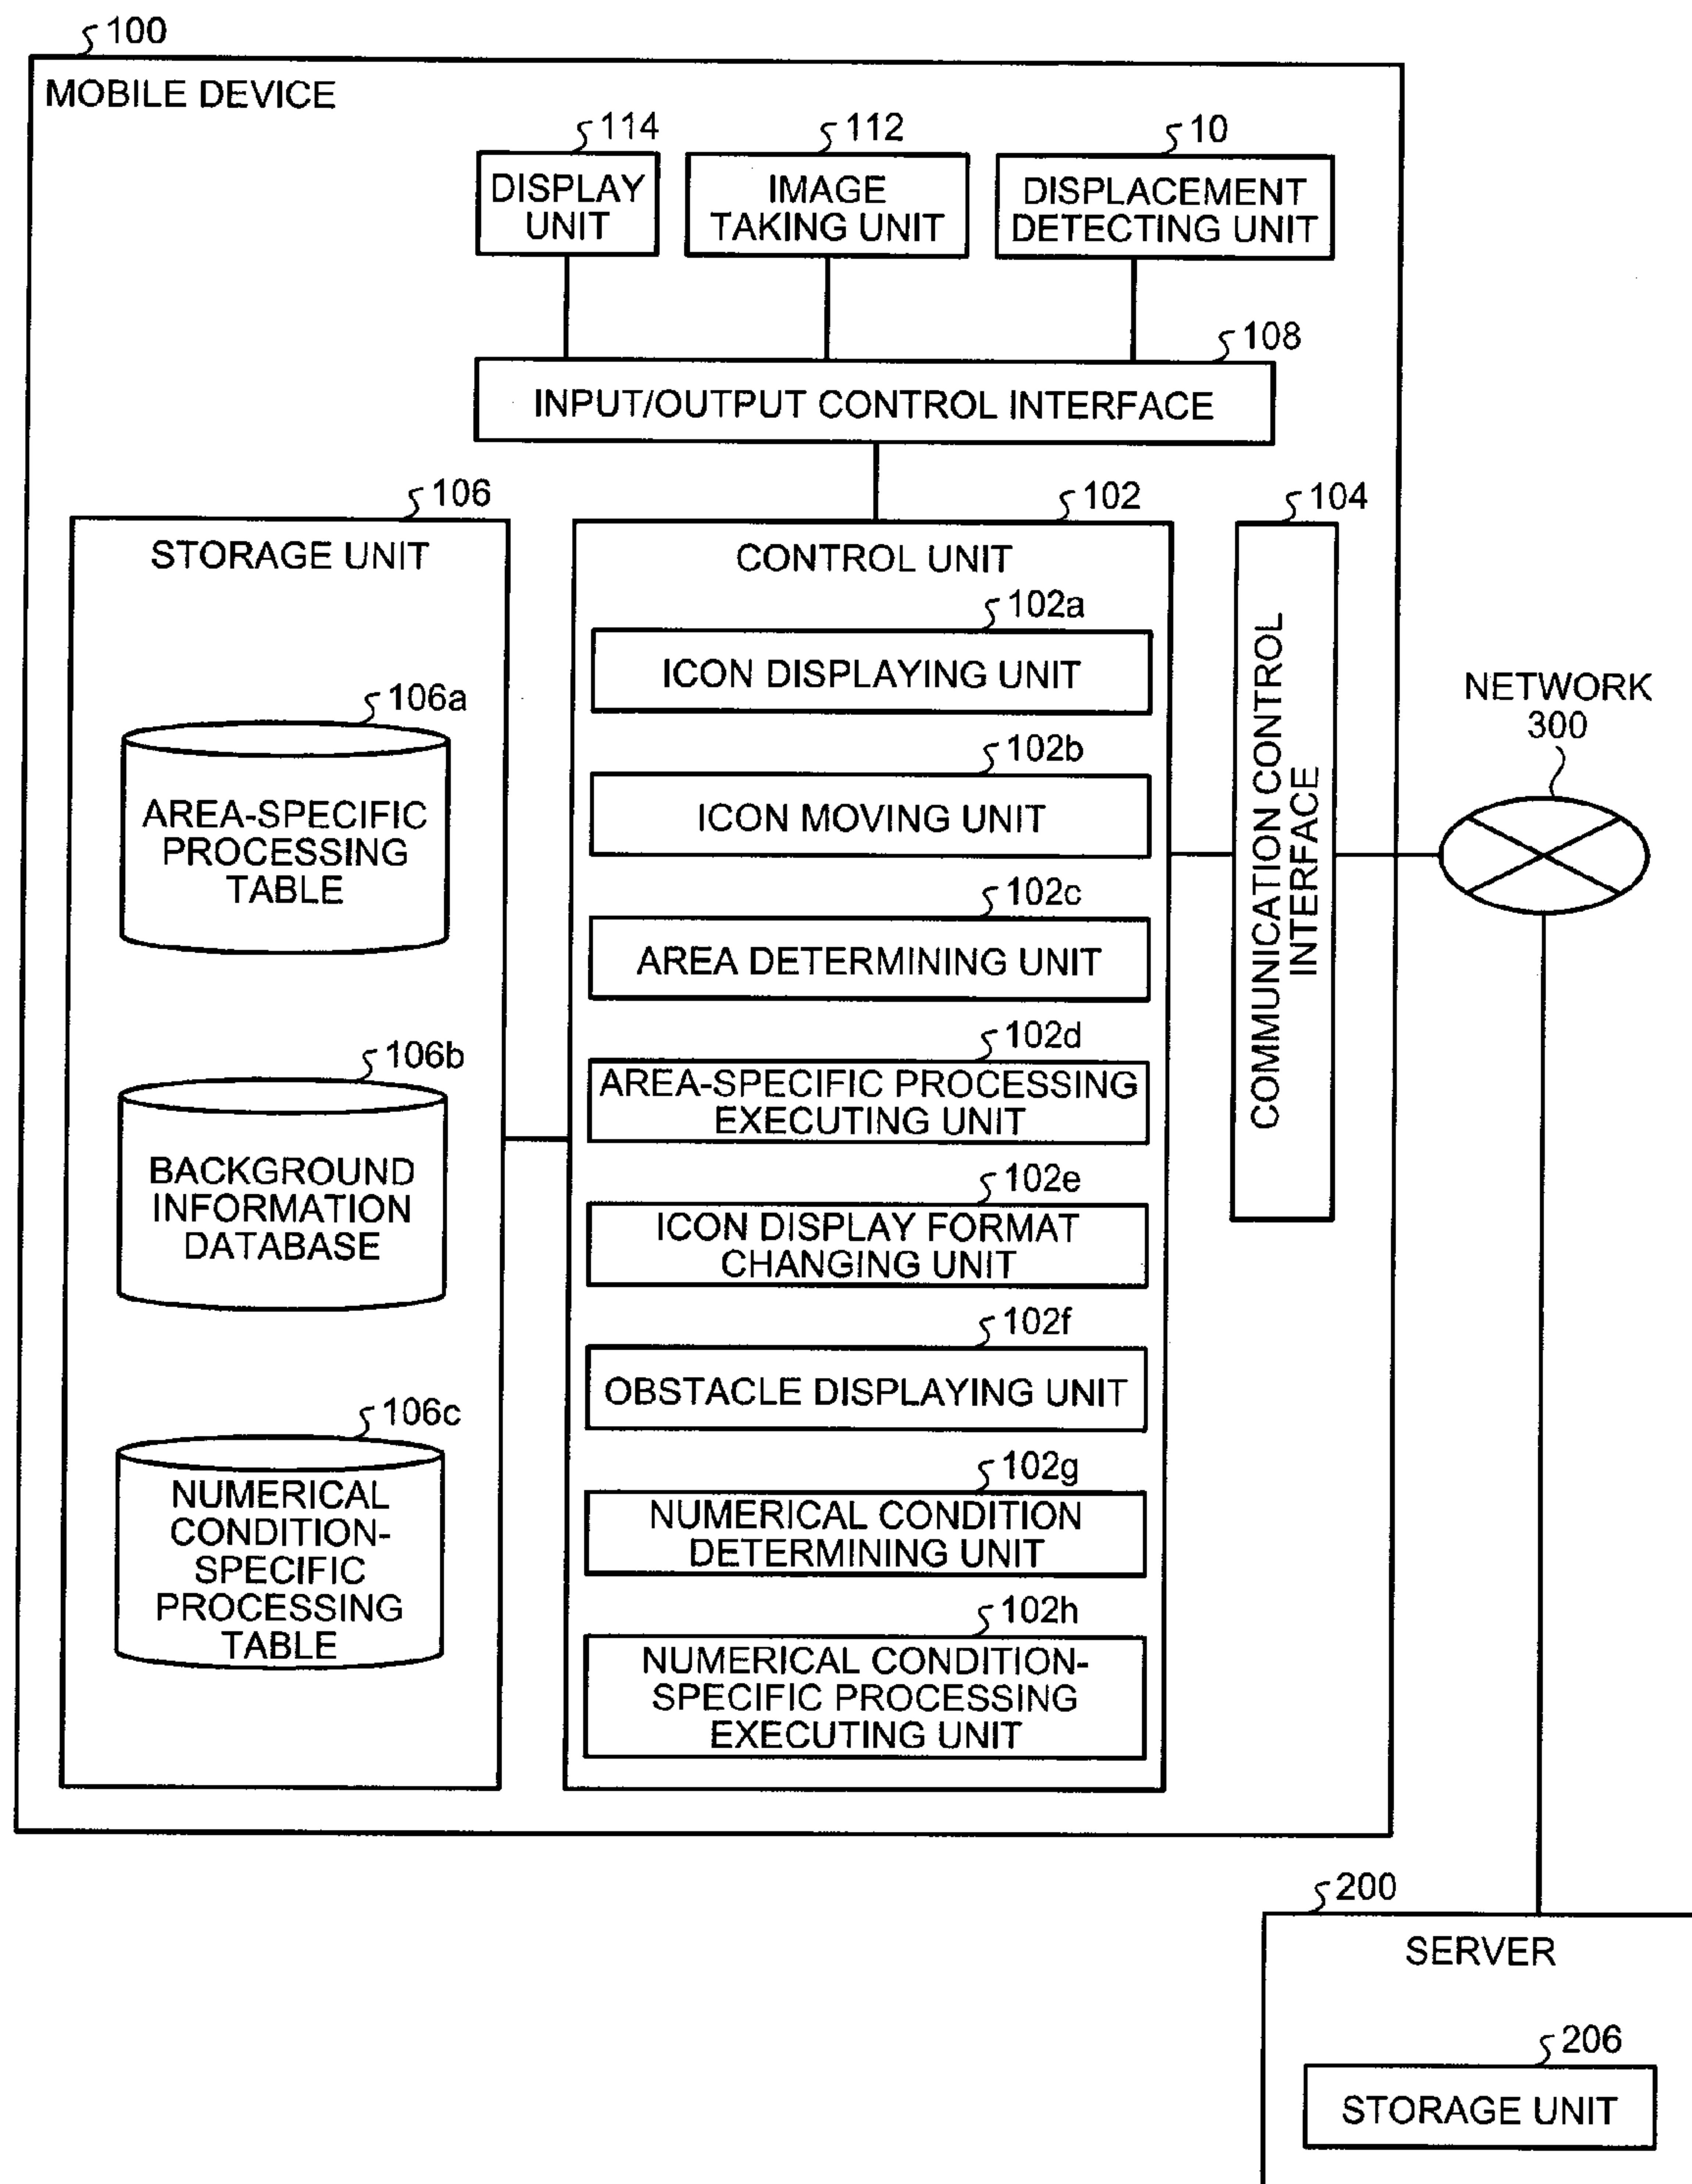 100
MOBILE DEVICE
114
DISPLAY
UNIT
112
IMAGE
TAKING UNIT
10
DISPLACEMENT
DETECTING UNIT
108
INPUT/OUTPUT CONTROL INTERFACE
106
STORAGE UNIT
106a
AREA-SPECIFIC
PROCESSING
TABLE
106b
BACKGROUND
INFORMATION
DATABASE
106c
NUMERICAL
CONDITION-
SPECIFIC
PROCESSING
TABLE
102
CONTROL UNIT
102a
ICON DISPLAYING UNIT
102b
ICON MOVING UNIT
102c
AREA DETERMINING UNIT
102d
AREA-SPECIFIC PROCESSING
EXECUTING UNIT
102e
ICON DISPLAY FORMAT
CHANGING UNIT
102f
OBSTACLE DISPLAYING UNIT
102g
NUMERICAL CONDITION
DETERMINING UNIT
102h
NUMERICAL CONDITION-
SPECIFIC PROCESSING
EXECUTING UNIT
104
COMMUNICATION CONTROL
INTERFACE
NETWORK
300
200
SERVER
206
STORAGE UNIT